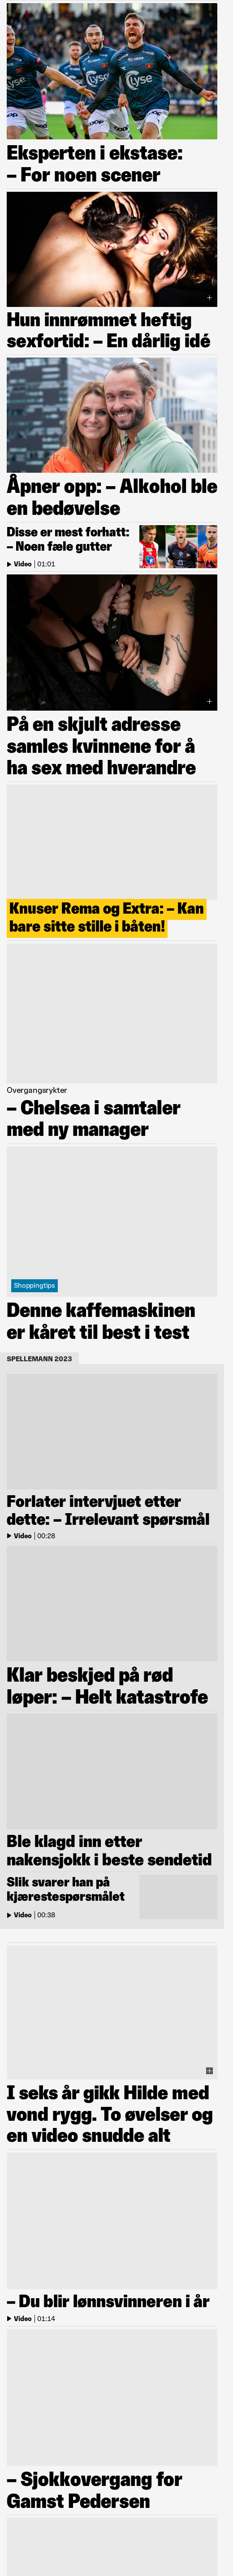 Lyse
Lyse
Eksperten i ekstase:
– For noen scener
Hun innrømmet heftig
sexfortid: – En dårlig idé
Åpner opp: – Alkohol ble
en bedøvelse
Disse er mest forhatt:
– Noen fæle gutter
Video | 01:01
På en skjult adresse
samles kvinnene for å
ha sex med hverandre
Knuser Rema og Extra: – Kan
bare sitte stille i båten!
Overgangsrykter
– Chelsea i samtaler
med ny manager
Shoppingtips
Denne kaffemaskinen
er kåret til best i test
SPELLEMANN 2023
Forlater intervjuet etter
dette: – Irrelevant spørsmål
Video | 00:28
Klar beskjed på rød
løper: – Helt katastrofe
Ble klagd inn etter
nakensjokk i beste sendetid
Slik svarer han på
kjærestespørsmålet
Video | 00:38
I seks år gikk Hilde med
vond rygg. To øvelser og
en video snudde alt
– Du blir lønnsvinneren i år
Video | 01:14
– Sjokkovergang for
Gamst Pedersen